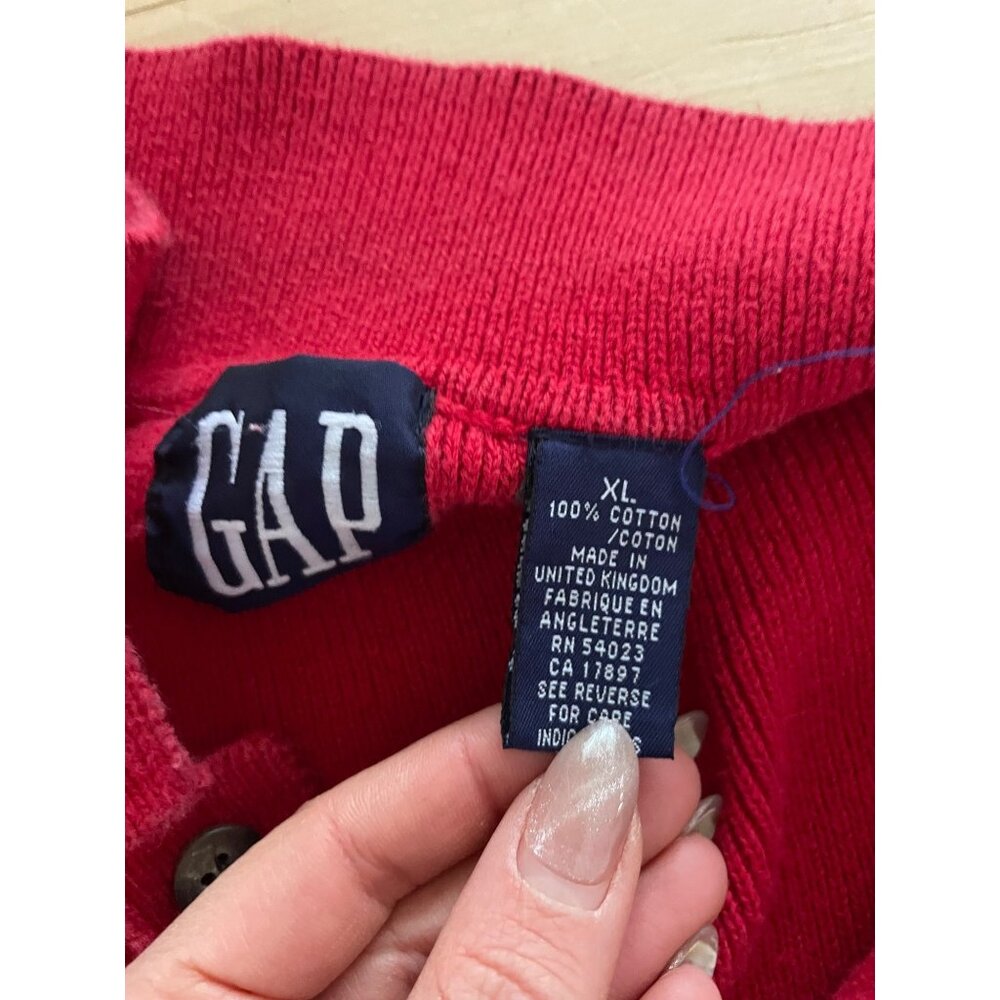 GAP
XL
100% COTTON
/COTON
MADE IN
UNITED KINGDOM
FABRIQUE EN
ANGLETERRE
RN 54023
CA 17897
SEE REVERSE
FOR CARE